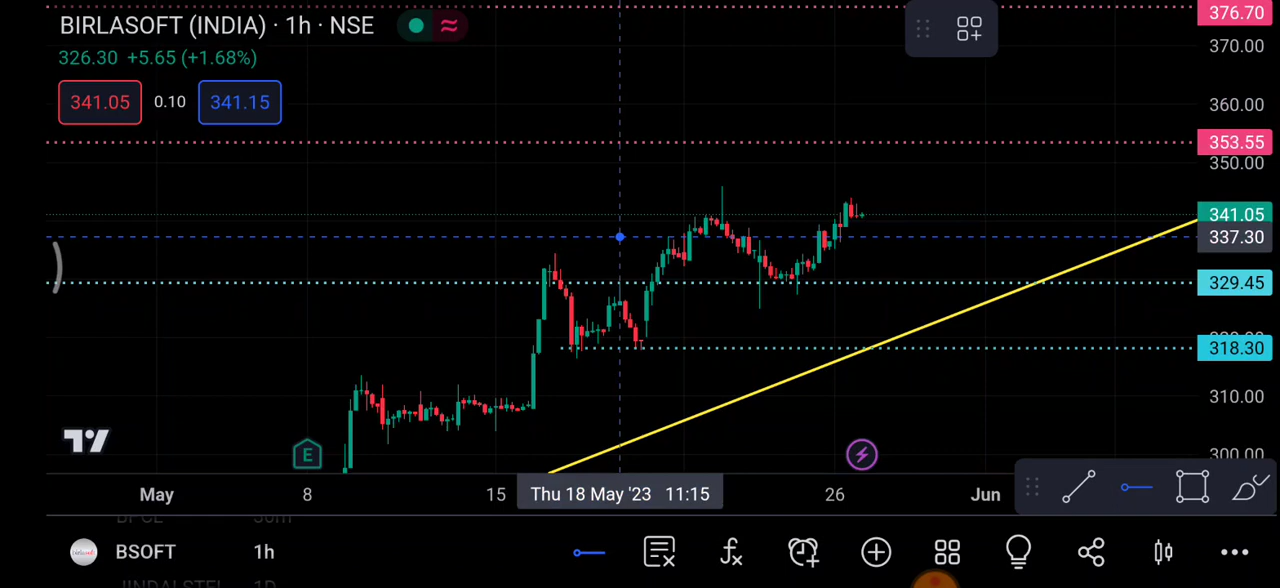 BIRLASOFT (INDIA) · 1h · NSE
326.30 +5.65 (+1.68%)
341.05 0.10 341.15
376.70
370.00
360.00
353.55
350.00
341.05
337.30
329.45
318.30
310.00
300.00
E
May 8 15 Thu 18 May '23 11:15 26 Jun
BSOFT 1h